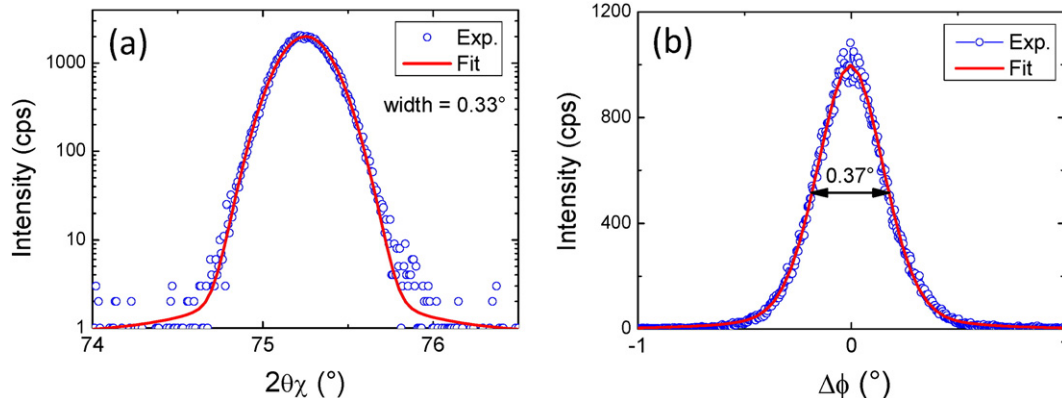 (a)
Exp.
Fit
width = 0.33°
Intensity (cps)
1000
100
10
1
74
75
76
2θχ (°)
(b)
Exp.
Fit
0.37°
Intensity (cps)
1200
800
400
0
-1
0
1
Δϕ (°)